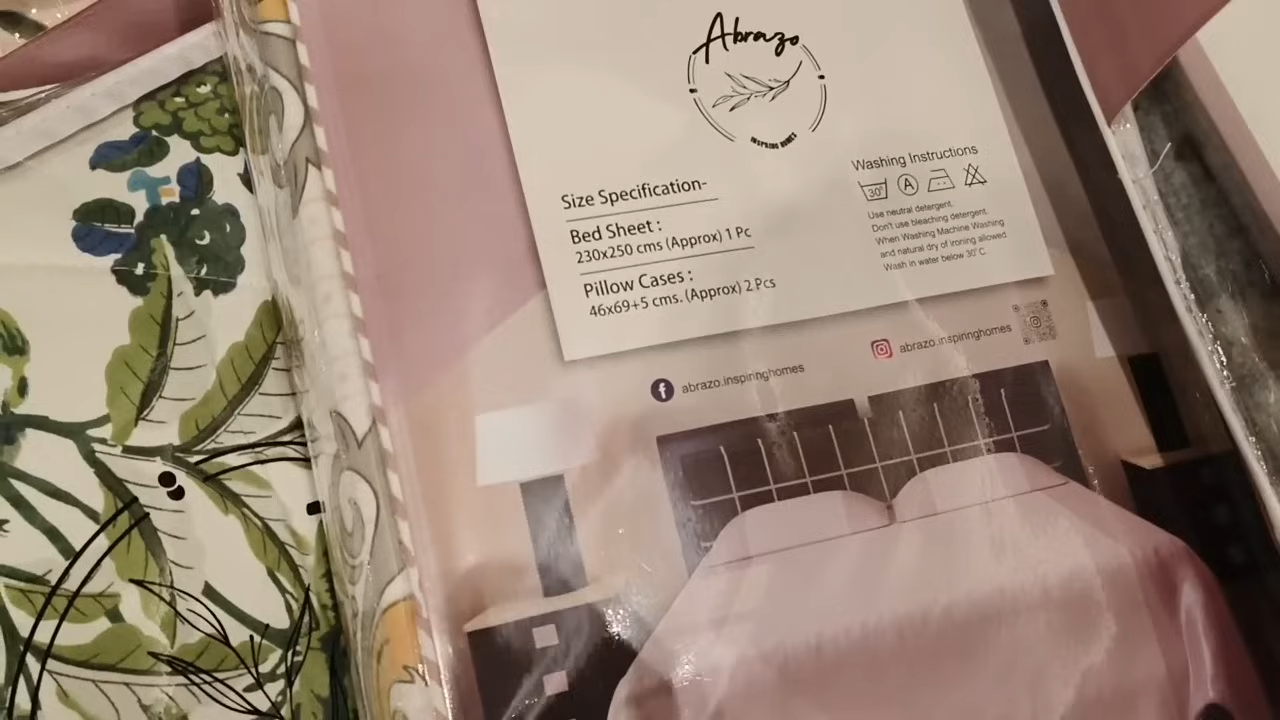 Abrazo
INSPIRING HOMES
Size Specification-
Bed Sheet :
230x250 cms (Approx) 1 Pc
Pillow Cases :
46x69+5 cms. (Approx) 2 Pcs
Washing Instructions
30°
A
Use neutral detergent.
Don't use bleaching detergent.
When Washing Machine Washing
and natural dry of ironing allowed
Wash in water below 30°C
abrazo.inspiringhomes
abrazo.inspiringhomes